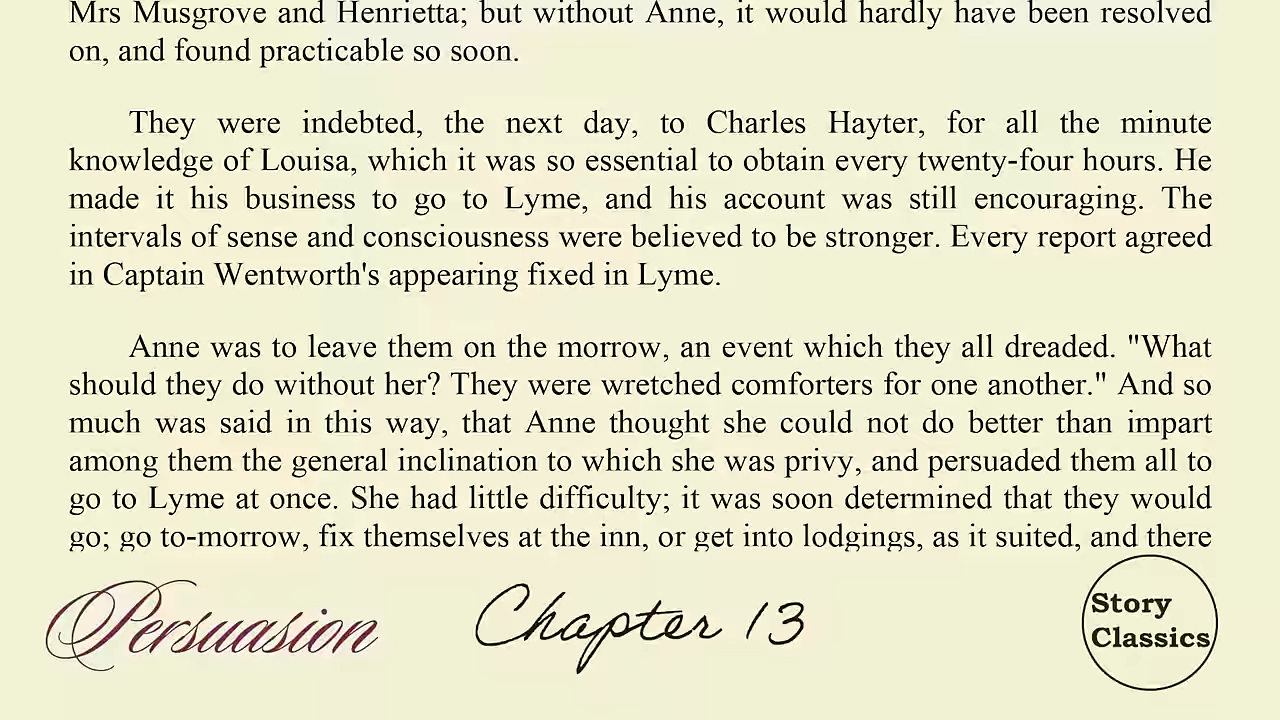 Mrs Musgrove and Henrietta; but without Anne, it would hardly have been resolved
on, and found practicable so soon.
They were indebted, the next day, to Charles Hayter, for all the minute
knowledge of Louisa, which it was so essential to obtain every twenty-four hours. He
made it his business to go to Lyme, and his account was still encouraging. The
intervals of sense and consciousness were believed to be stronger. Every report agreed
in Captain Wentworth's appearing fixed in Lyme.
Anne was to leave them on the morrow, an event which they all dreaded. "What
should they do without her? They were wretched comforters for one another." And so
much was said in this way, that Anne thought she could not do better than impart
among them the general inclination to which she was privy, and persuaded them all to
go to Lyme at once. She had little difficulty; it was soon determined that they would
go; go to-morrow, fix themselves at the inn, or get into lodgings, as it suited, and there
Persuasion
Chapter 13
Story
Classics